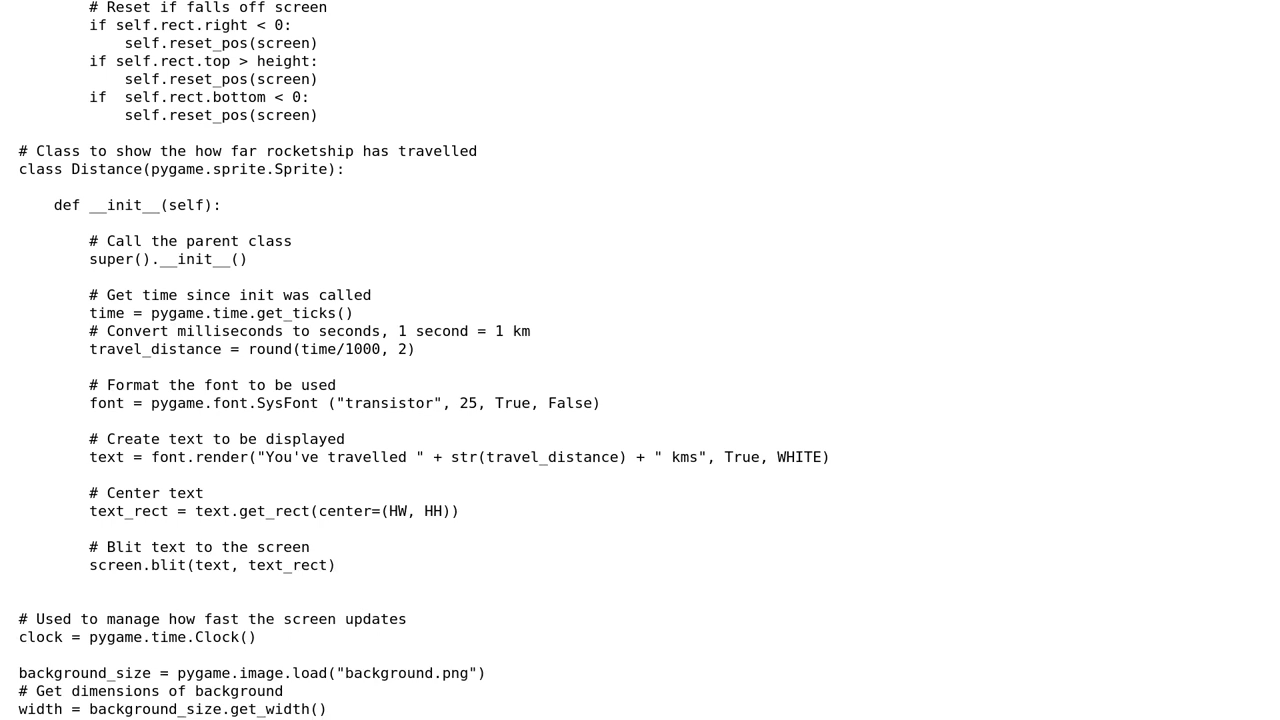 # Reset if falls off screen
if self.rect.right < 0:
self.reset_pos(screen)
if self.rect.top > height:
self.reset_pos(screen)
if  self.rect.bottom < 0:
self.reset_pos(screen)
# Class to show the how far rocketship has travelled
class Distance(pygame.sprite.Sprite):
def __init__(self):
# Call the parent class
super().__init__()
# Get time since init was called
time = pygame.time.get_ticks()
# Convert milliseconds to seconds, 1 second = 1 km
travel_distance = round(time/1000, 2)
# Format the font to be used
font = pygame.font.SysFont ("transistor", 25, True, False)
# Create text to be displayed
text = font.render("You've travelled " + str(travel_distance) + " kms", True, WHITE)
# Center text
text_rect = text.get_rect(center=(HW, HH))
# Blit text to the screen
screen.blit(text, text_rect)
# Used to manage how fast the screen updates
clock = pygame.time.Clock()
background_size = pygame.image.load("background.png")
# Get dimensions of background
width = background_size.get_width()